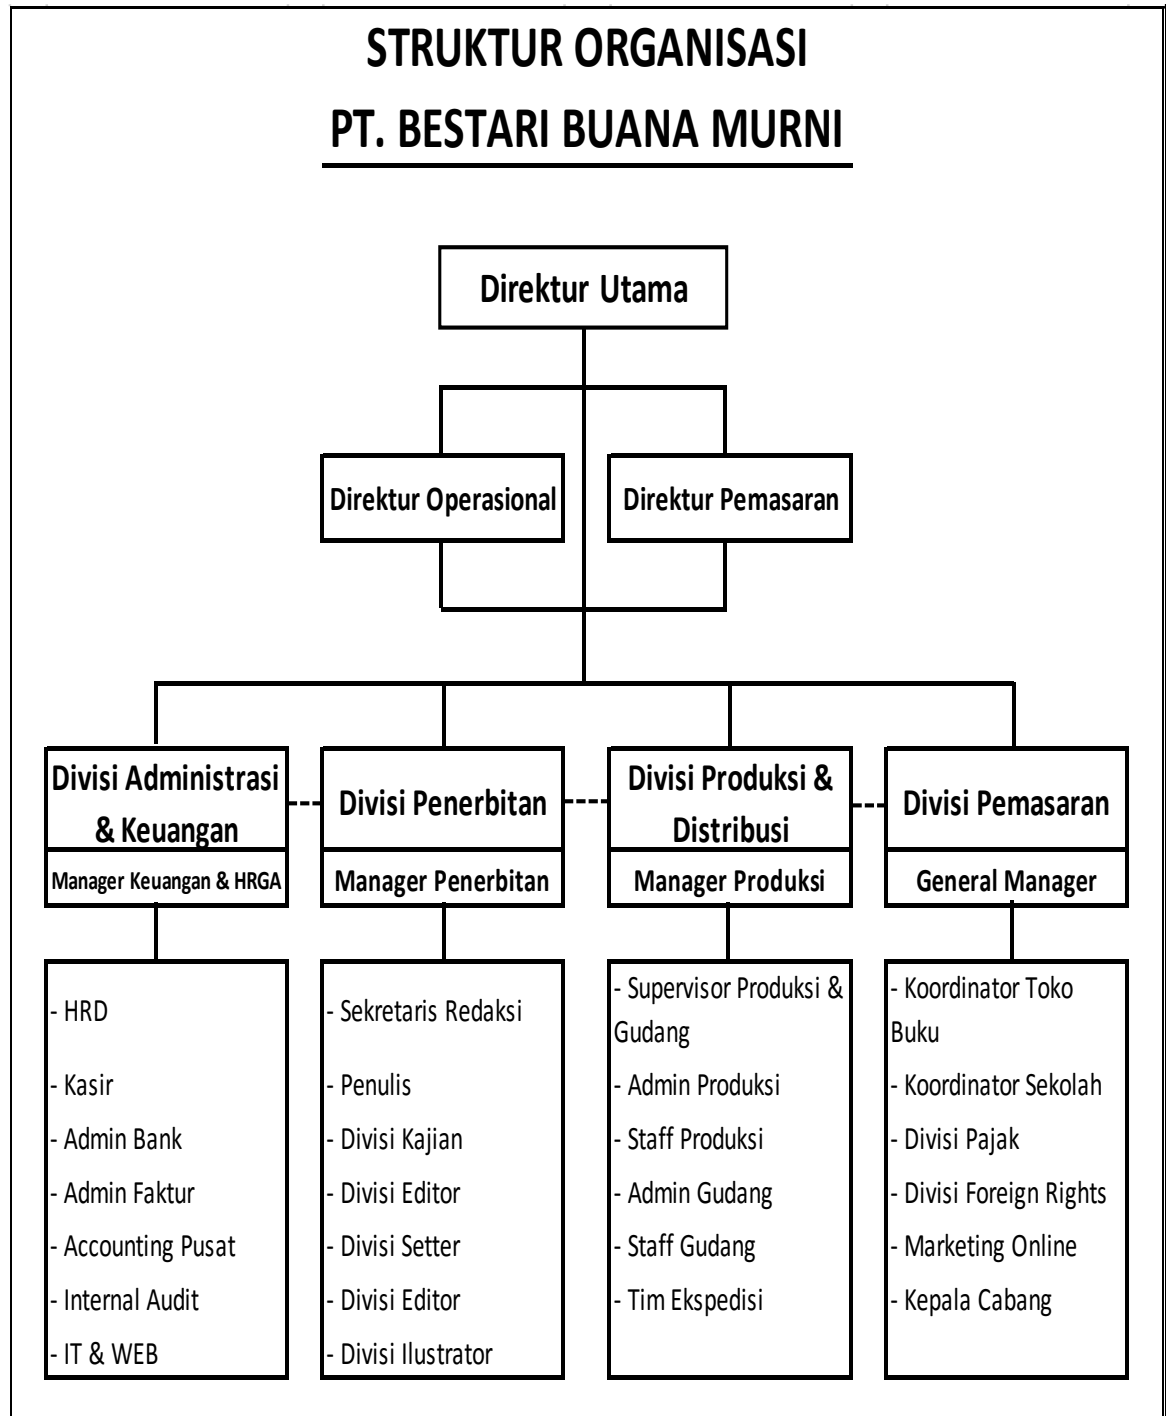 STRUKTUR ORGANISASI
PT. BESTARI BUANA MURNI
Direktur Utama
Direktur Operasional
Direktur Pemasaran
Divisi Administrasi
& Keuangan
Manager Keuangan & HRGA
Divisi Penerbitan
Manager Penerbitan
Divisi Produksi &
Distribusi
Manager Produksi
Divisi Pemasaran
General Manager
- HRD
- Kasir
- Admin Bank
- Admin Faktur
- Accounting Pusat
- Internal Audit
- IT & WEB
- Sekretaris Redaksi
- Penulis
- Divisi Kajian
- Divisi Editor
- Divisi Setter
- Divisi Editor
- Divisi Ilustrator
- Supervisor Produksi &
Gudang
- Admin Produksi
- Staff Produksi
- Admin Gudang
- Staff Gudang
- Tim Ekspedisi
- Koordinator Toko
Buku
- Koordinator Sekolah
- Divisi Pajak
- Divisi Foreign Rights
- Marketing Online
- Kepala Cabang